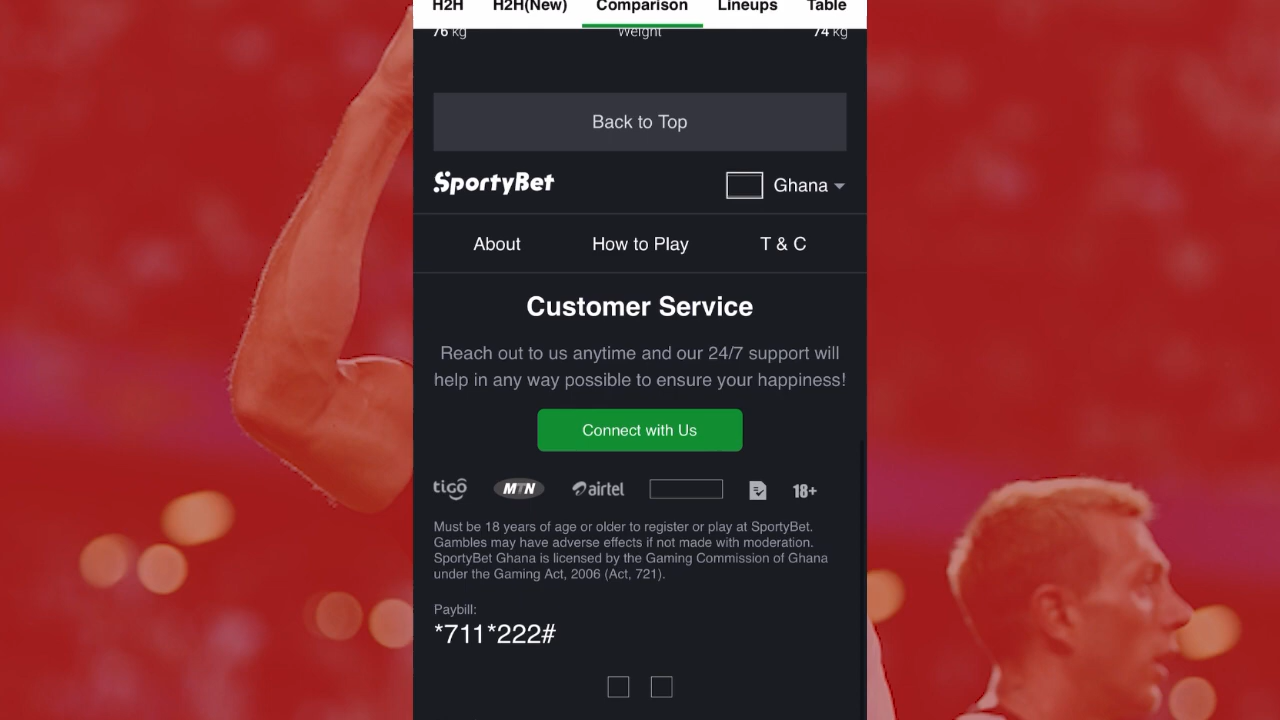 H2H H2H(New) Comparison Lineups Table
76 kg Weight 74 kg
Back to Top
SportyBet Ghana
About How to Play T & C
Customer Service
Reach out to us anytime and our 24/7 support will
help in any way possible to ensure your happiness!
Connect with Us
tigo MTN airtel 18+
Must be 18 years of age or older to register or play at SportyBet.
Gambles may have adverse effects if not made with moderation.
SportyBet Ghana is licensed by the Gaming Commission of Ghana
under the Gaming Act, 2006 (Act, 721).
Paybill:
*711*222#